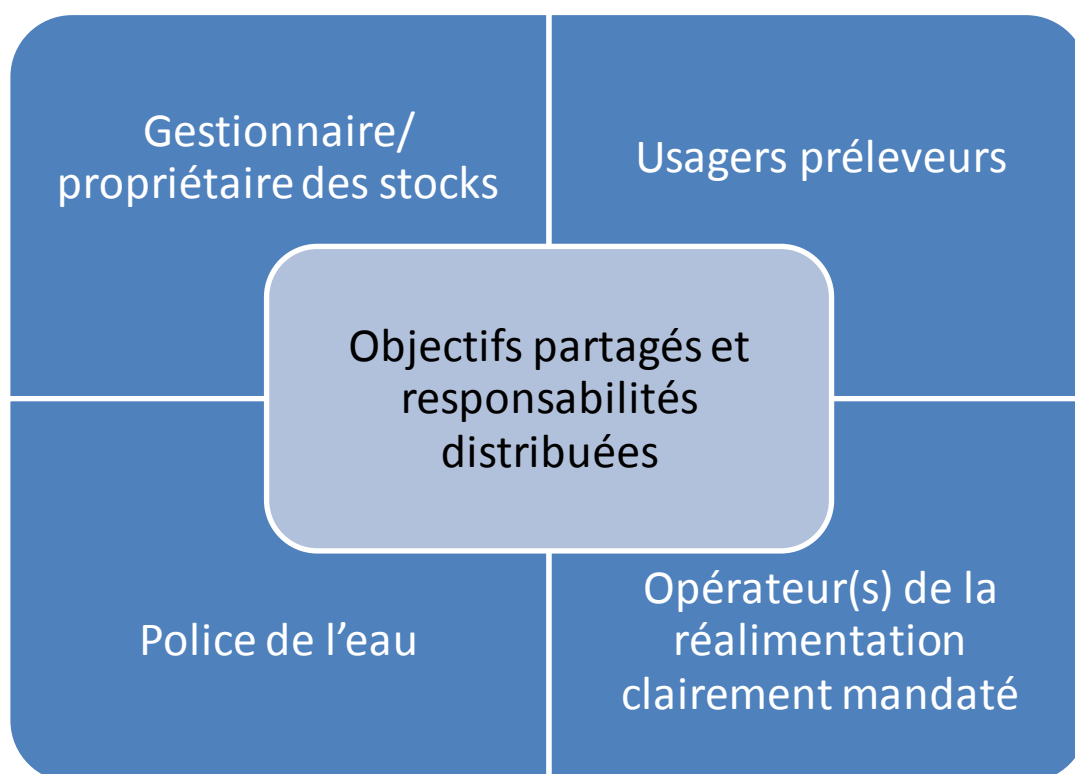 Gestionnaire/
propriétaire des stocks
Usagers préleveurs
Objectifs partagés et
responsabilités
distribuées
Police de l’eau
Opérateur(s) de la
réalimentation
clairement mandaté